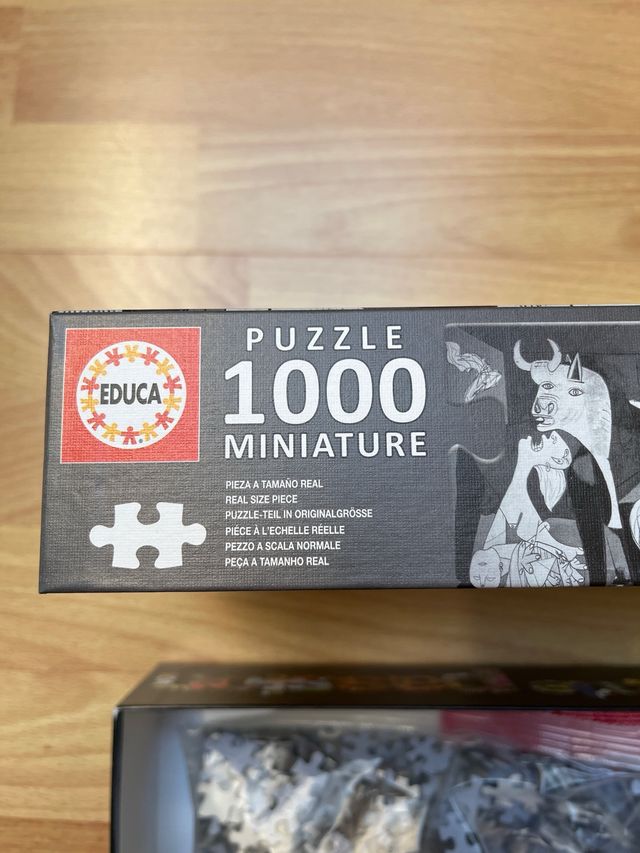 EDUCA
PUZZLE
1000
MINIATURE
PIEZA A TAMAÑO REAL
REAL SIZE PIECE
PUZZLE-TEIL IN ORIGINALGRÖSSE
PIÉCE À L'ECHELLE RÉELLE
PEZZO A SCALA NORMALE
PEÇA A TAMANHO REAL